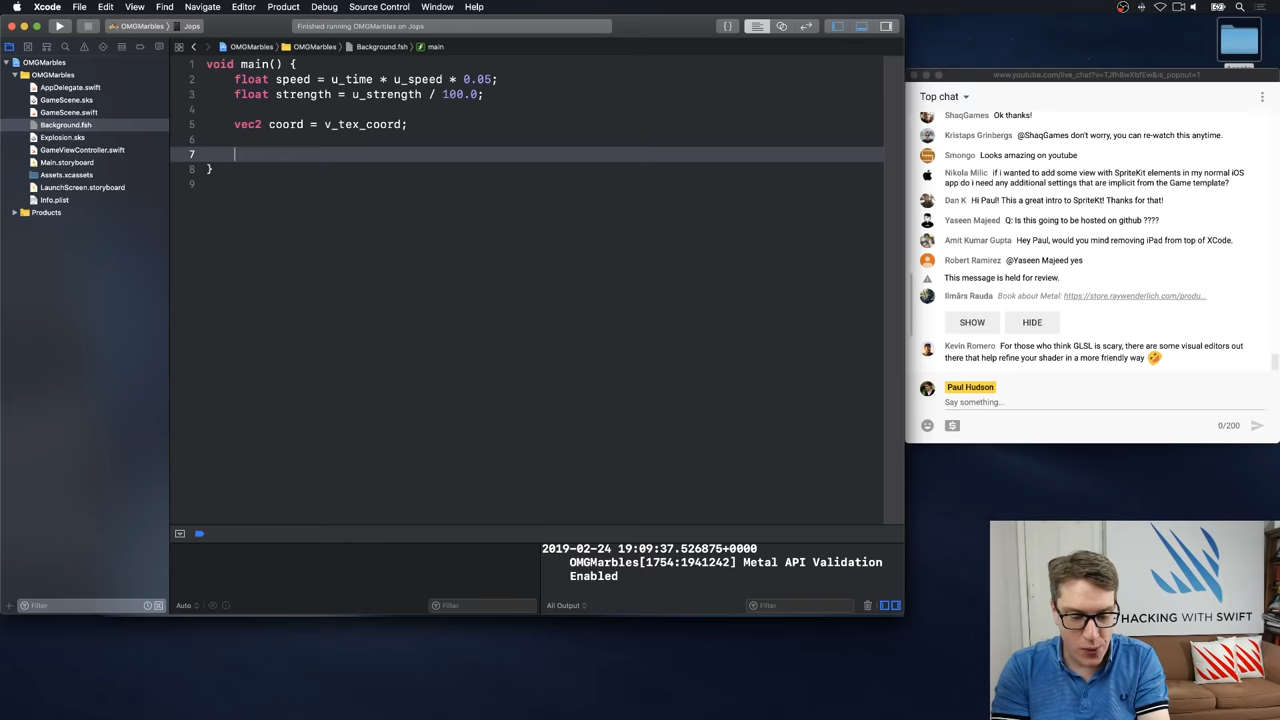 Xcode File Edit View Find Navigate Editor Product Debug Source Control Window Help
OMGMarbles Jops
Finished running OMGMarbles on Jops
OMGMarbles OMGMarbles Background.fsh main
OMGMarbles
OMGMarbles
AppDelegate.swift
GameScene.sks
GameScene.swift
Background.fsh
Explosion.sks
GameViewController.swift
Main.storyboard
Assets.xcassets
LaunchScreen.storyboard
Info.plist
Products
1 void main() {
2 float speed = u_time * u_speed * 0.05;
3 float strength = u_strength / 100.0;
4
5 vec2 coord = v_tex_coord;
6
7
8 }
9
Filter
Auto
Filter
2019-02-24 19:09:37.526875+0000
OMGMarbles[1754:1941242] Metal API Validation
Enabled
All Output
Filter
Top chat
ShaqGames Ok thanks!
Kristaps Grinbergs @ShaqGames don't worry, you can re-watch this anytime.
Smongo Looks amazing on youtube
Nikola Milic if i wanted to add some view with SpriteKit elements in my normal iOS
app do i need any additional settings that are implicit from the Game template?
Dan K Hi Paul! This a great intro to SpriteKt! Thanks for that!
Yaseen Majeed Q: Is this going to be hosted on github ????
Amit Kumar Gupta Hey Paul, would you mind removing iPad from top of XCode.
Robert Ramirez @Yaseen Majeed yes
This message is held for review.
Ilmārs Rauda Book about Metal: https://store.raywenderlich.com/produ...
SHOW HIDE
Kevin Romero For those who think GLSL is scary, there are some visual editors out
there that help refine your shader in a more friendly way
Paul Hudson
Say something...
0/200
HACKING WITH SWIFT